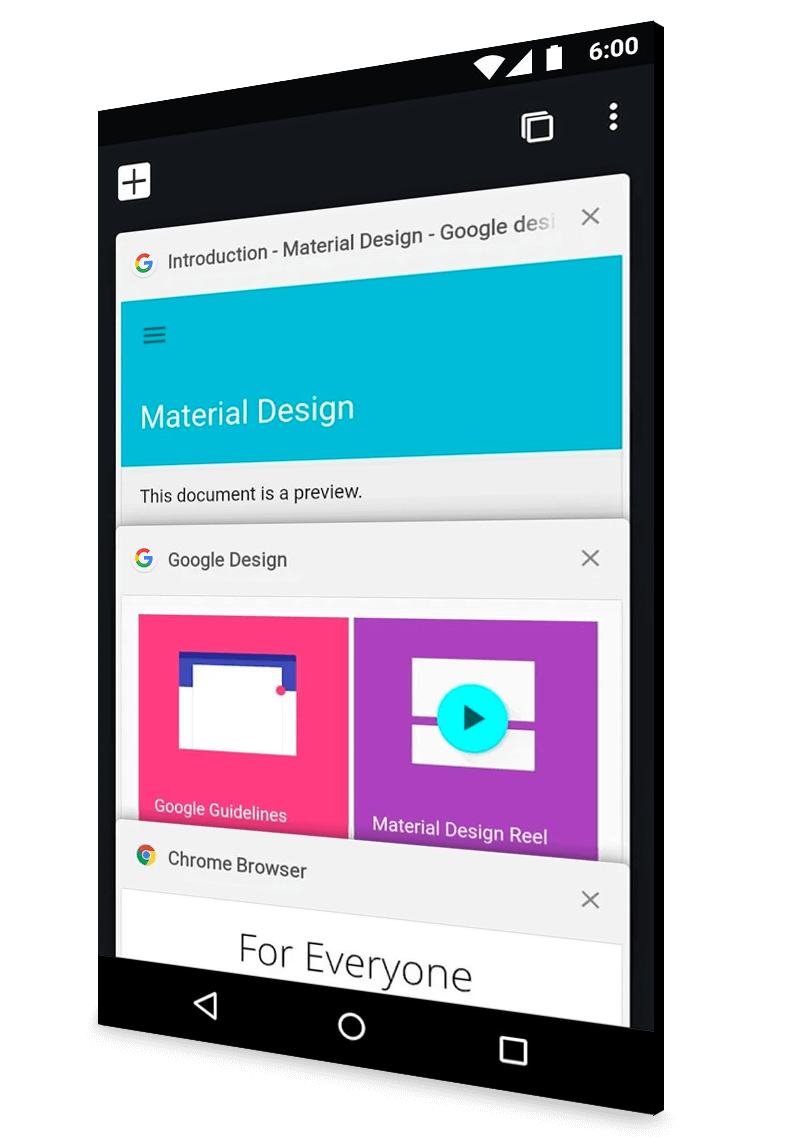 6:00
Introduction - Material Design - Google desi
Material Design
This document is a preview.
Google Design
Google Guidelines
Material Design Reel
Chrome Browser
For Everyone